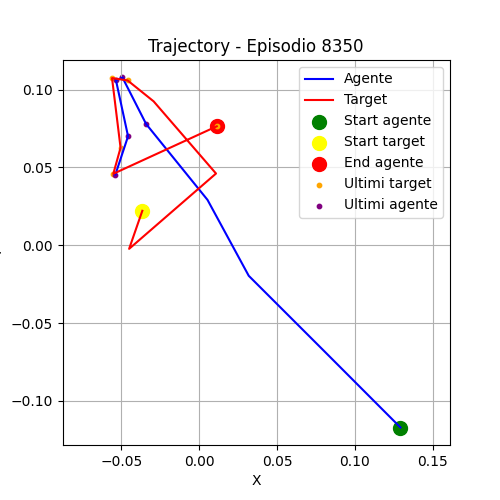 Trajectory - Episodio 8350
0.10
0.05
0.00
−0.05
−0.10
−0.05
0.00
0.05
0.10
0.15
X
Agente
Target
Start agente
Start target
End agente
Ultimi target
Ultimi agente